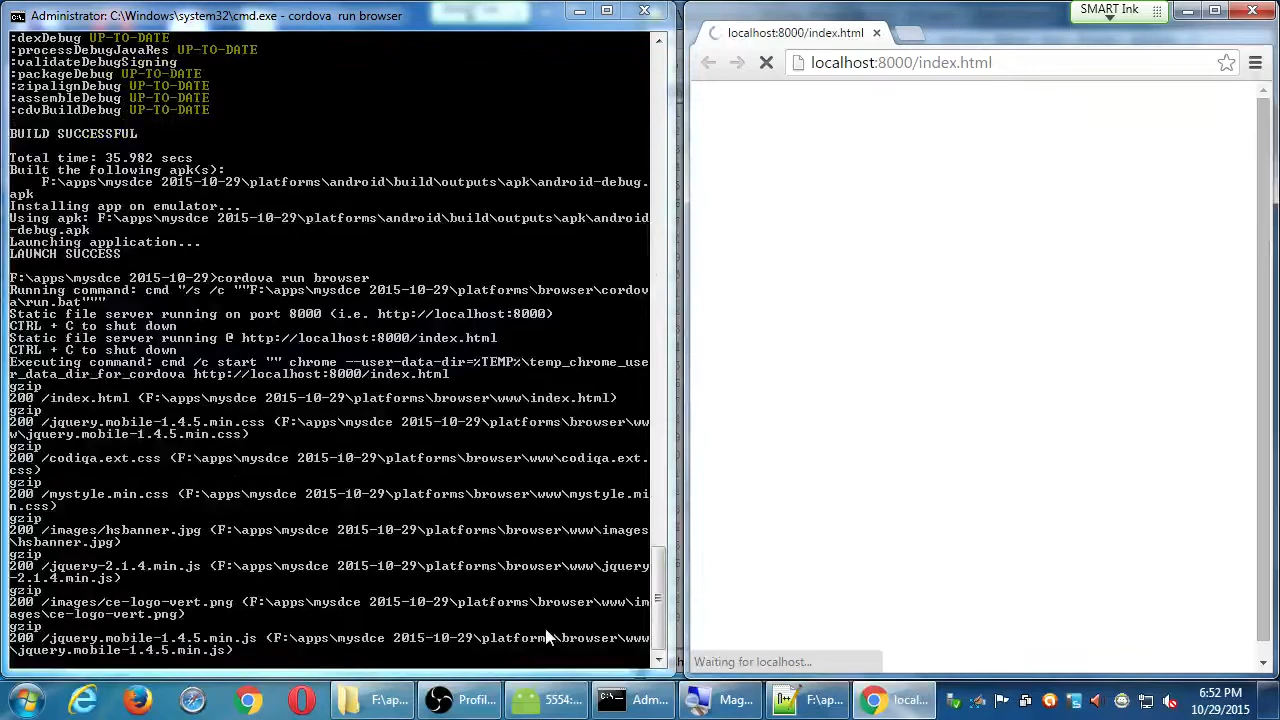 Administrator: C:\Windows\system32\cmd.exe - cordova  run browser
:dexDebug UP-TO-DATE
:processDebugJavaRes UP-TO-DATE
:validateDebugSigning
:packageDebug UP-TO-DATE
:zipalignDebug UP-TO-DATE
:assembleDebug UP-TO-DATE
:cdvBuildDebug UP-TO-DATE
BUILD SUCCESSFUL
Total time: 35.982 secs
Built the following apk(s):
F:\apps\mysdce 2015-10-29\platforms\android\build\outputs\apk\android-debug.
apk
Installing app on emulator...
Using apk: F:\apps\mysdce 2015-10-29\platforms\android\build\outputs\apk\android
-debug.apk
Launching application...
LAUNCH SUCCESS
F:\apps\mysdce 2015-10-29>cordova run browser
Running command: cmd "/s /c ""F:\apps\mysdce 2015-10-29\platforms\browser\cordov
a\run.bat"""
Static file server running on port 8000 (i.e. http://localhost:8000)
CTRL + C to shut down
Static file server running @ http://localhost:8000/index.html
CTRL + C to shut down
Executing command: cmd /c start "" chrome --user-data-dir=%TEMP%\temp_chrome_use
r_data_dir_for_cordova http://localhost:8000/index.html
gzip
200 /index.html (F:\apps\mysdce 2015-10-29\platforms\browser\www\index.html)
gzip
200 /jquery.mobile-1.4.5.min.css (F:\apps\mysdce 2015-10-29\platforms\browser\ww
w\jquery.mobile-1.4.5.min.css)
gzip
200 /codiqa.ext.css (F:\apps\mysdce 2015-10-29\platforms\browser\www\codiqa.ext.
css)
gzip
200 /mystyle.min.css (F:\apps\mysdce 2015-10-29\platforms\browser\www\mystyle.mi
n.css)
gzip
200 /images/hsbanner.jpg (F:\apps\mysdce 2015-10-29\platforms\browser\www\images
\hsbanner.jpg)
gzip
200 /jquery-2.1.4.min.js (F:\apps\mysdce 2015-10-29\platforms\browser\www\jquery
-2.1.4.min.js)
gzip
200 /images/ce-logo-vert.png (F:\apps\mysdce 2015-10-29\platforms\browser\www\im
ages\ce-logo-vert.png)
gzip
200 /jquery.mobile-1.4.5.min.js (F:\apps\mysdce 2015-10-29\platforms\browser\www
\jquery.mobile-1.4.5.min.js)
SMART Ink
localhost:8000/index.html
localhost:8000/index.html
Waiting for localhost...
F:\ap...
Profil...
5554:...
Adm...
Mag...
F:\ap...
local...
6:52 PM
10/29/2015